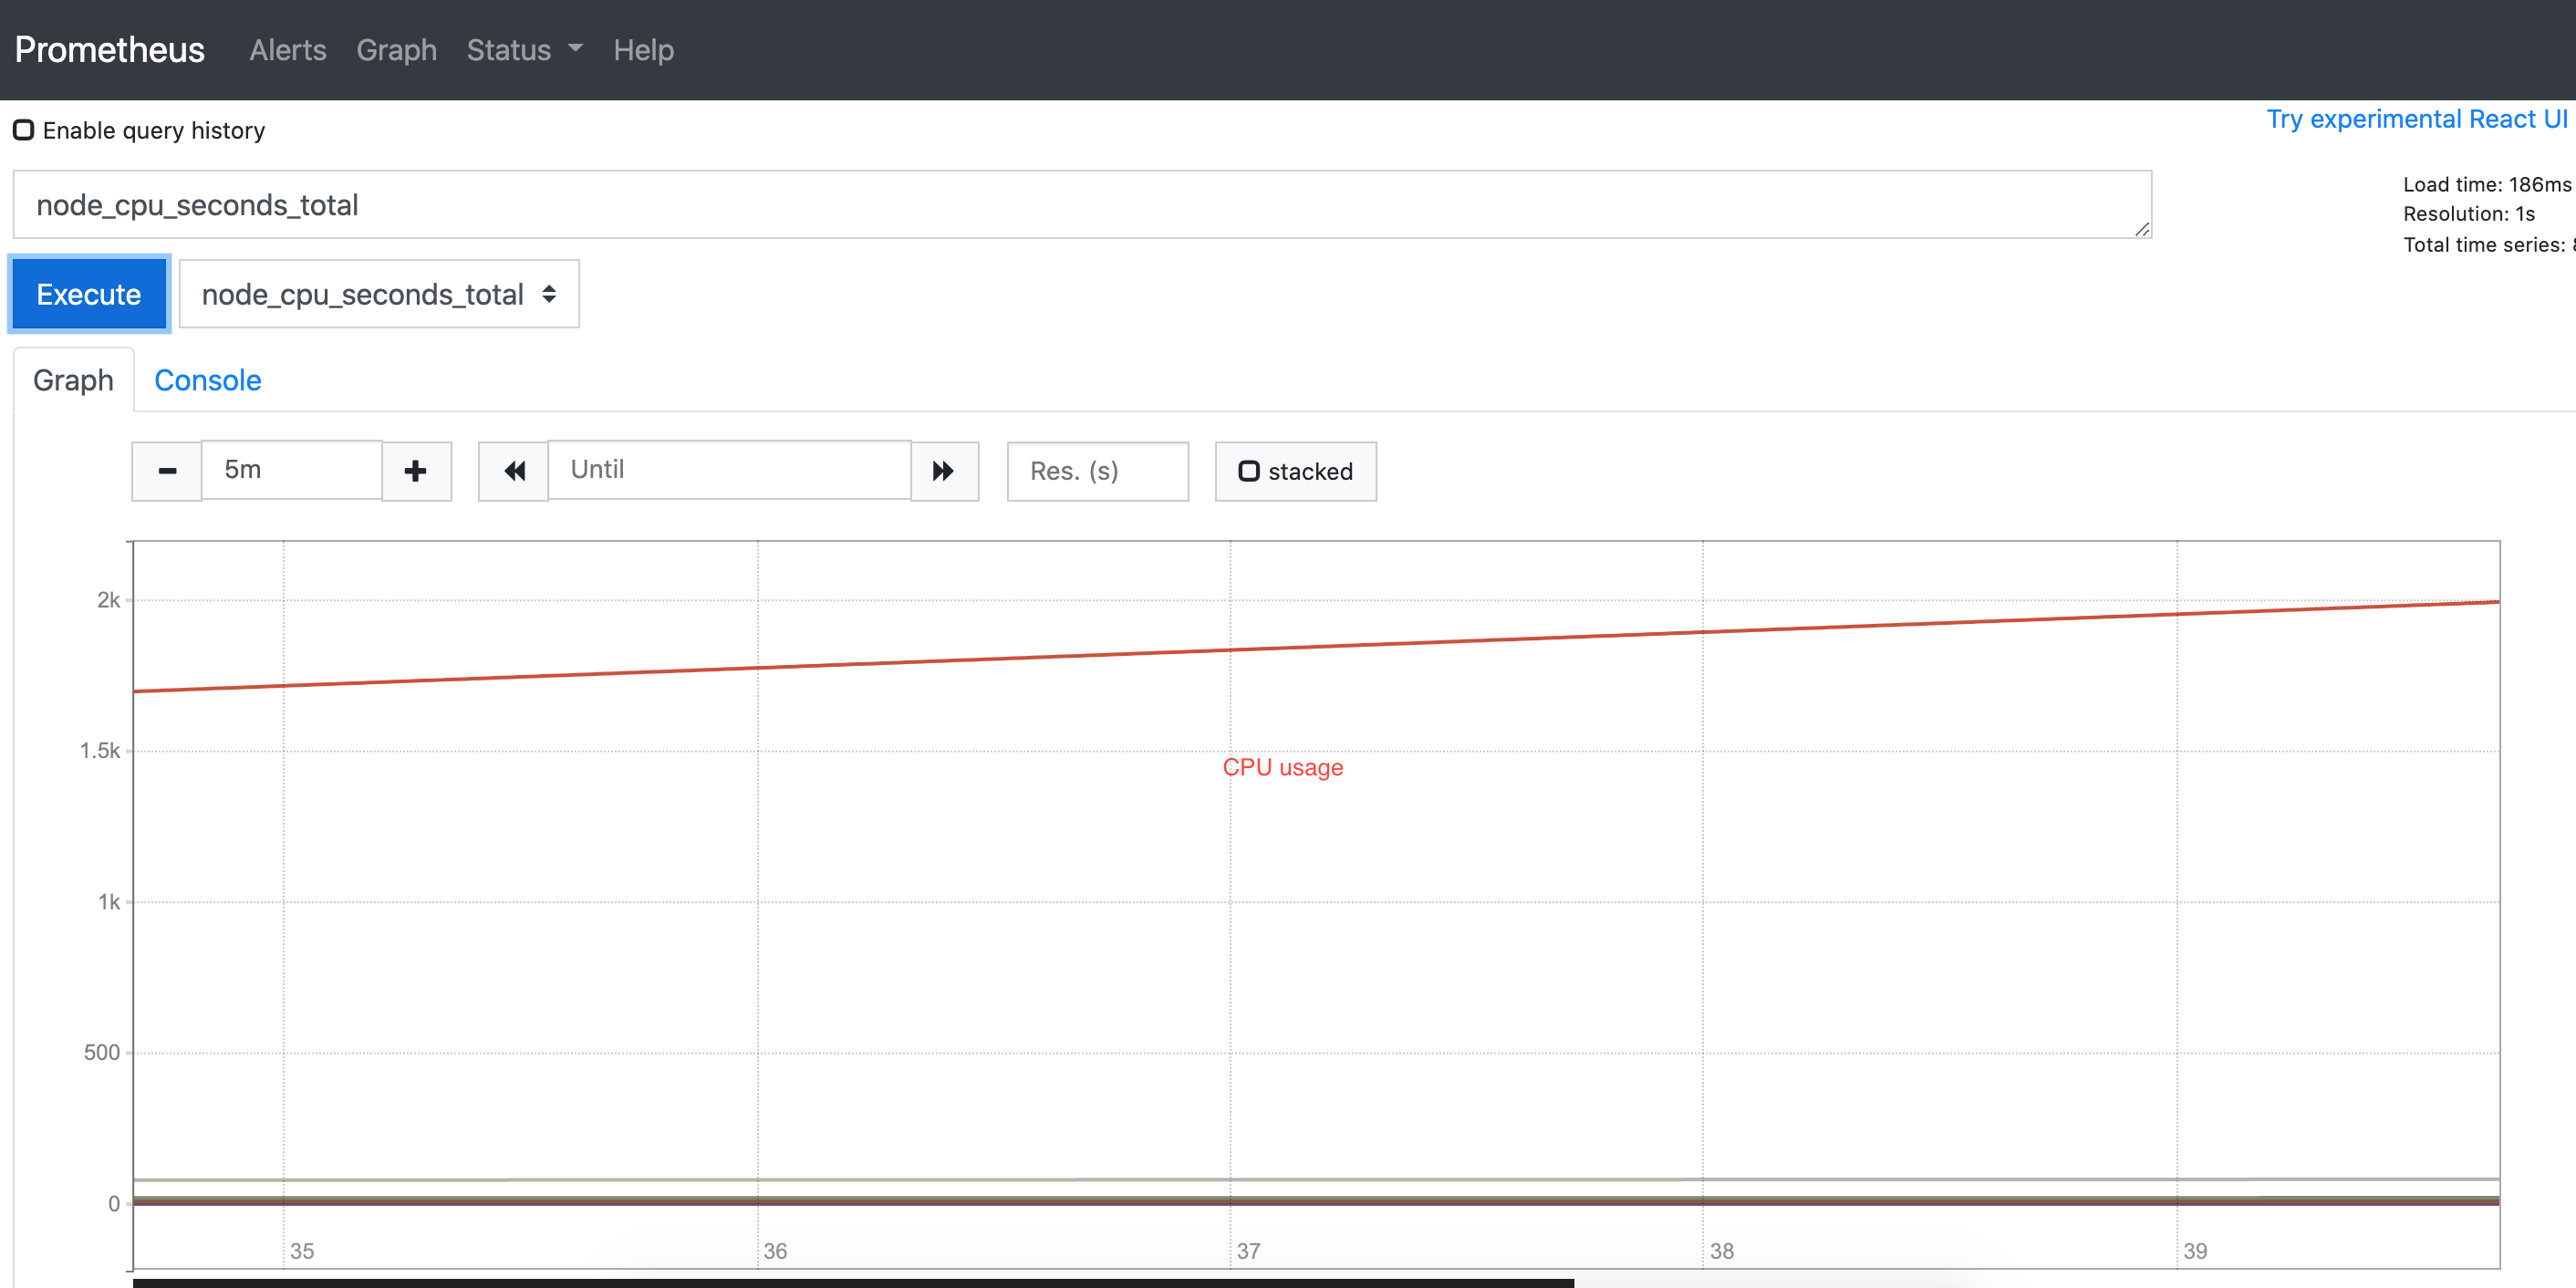 Prometheus Alerts Graph Status Help
Enable query history
Try experimental React UI
node_cpu_seconds_total
Load time: 186ms
Resolution: 1s
Total time series:
Execute node_cpu_seconds_total
Graph Console
5m Until Res. (s) stacked
2k
1.5k
CPU usage
1k
500
0
35 36 37 38 39